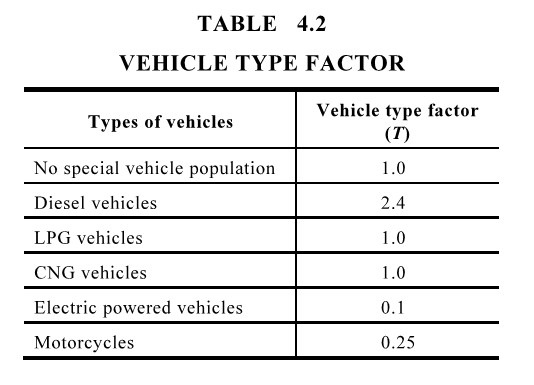 TABLE 4.2
VEHICLE TYPE FACTOR
Types of vehicles
Vehicle type factor
(T)
No special vehicle population 1.0
Diesel vehicles 2.4
LPG vehicles 1.0
CNG vehicles 1.0
Electric powered vehicles 0.1
Motorcycles 0.25